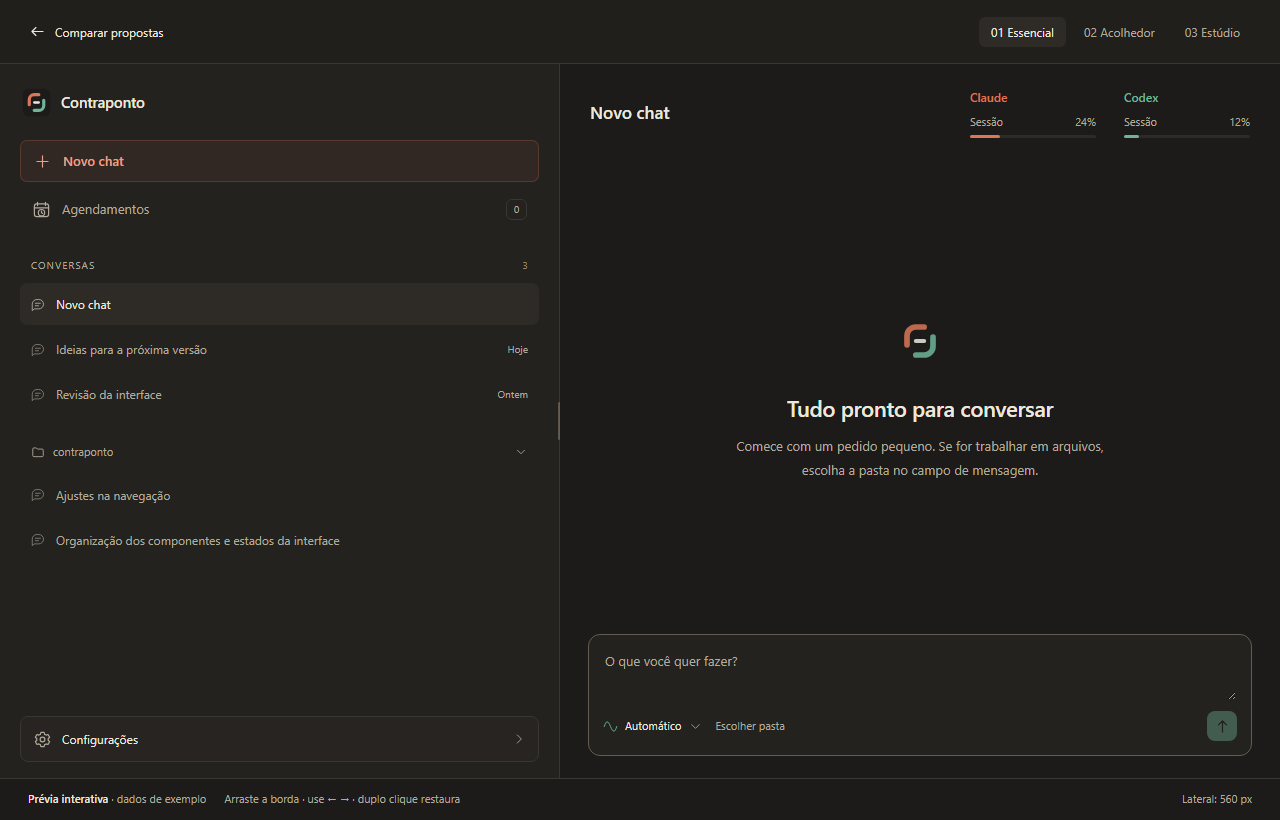 ← Comparar propostas
01 Essencial
02 Acolhedor
03 Estúdio
Contraponto
Novo chat
Agendamentos
0
CONVERSAS
3
Novo chat
Ideias para a próxima versão
Hoje
Revisão da interface
Ontem
contraponto
Ajustes na navegação
Organização dos componentes e estados da interface
Configurações
Novo chat
Claude
Sessão
24%
Codex
Sessão
12%
Tudo pronto para conversar
Comece com um pedido pequeno. Se for trabalhar em arquivos,
escolha a pasta no campo de mensagem.
O que você quer fazer?
Automático
Escolher pasta
Prévia interativa · dados de exemplo
Arraste a borda · use ← → · duplo clique restaura
Lateral: 560 px